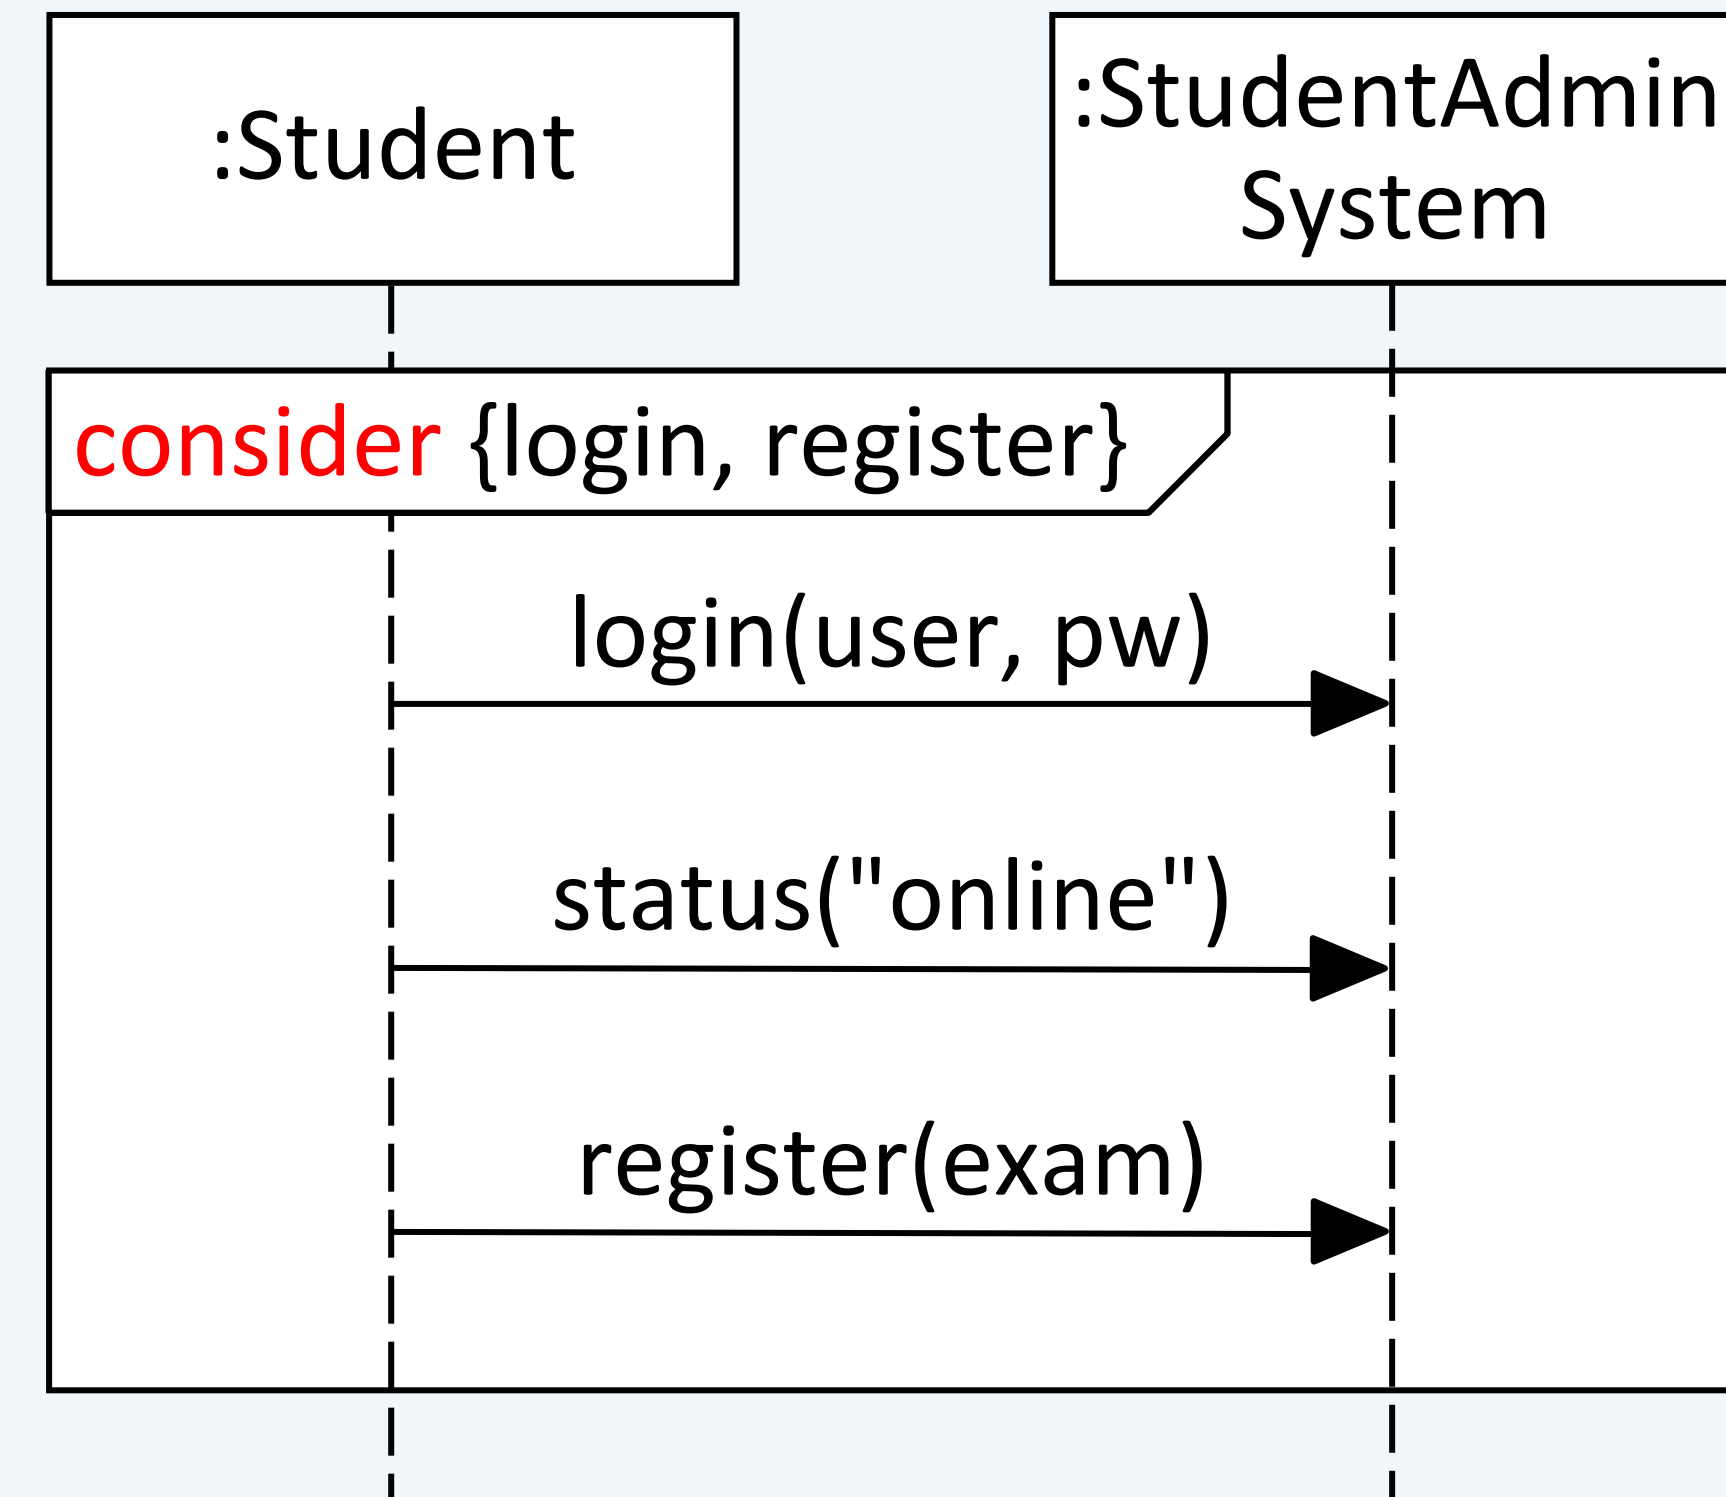 :Student
:StudentAdmin
System
consider {login, register}
login(user, pw)
status("online")
register(exam)